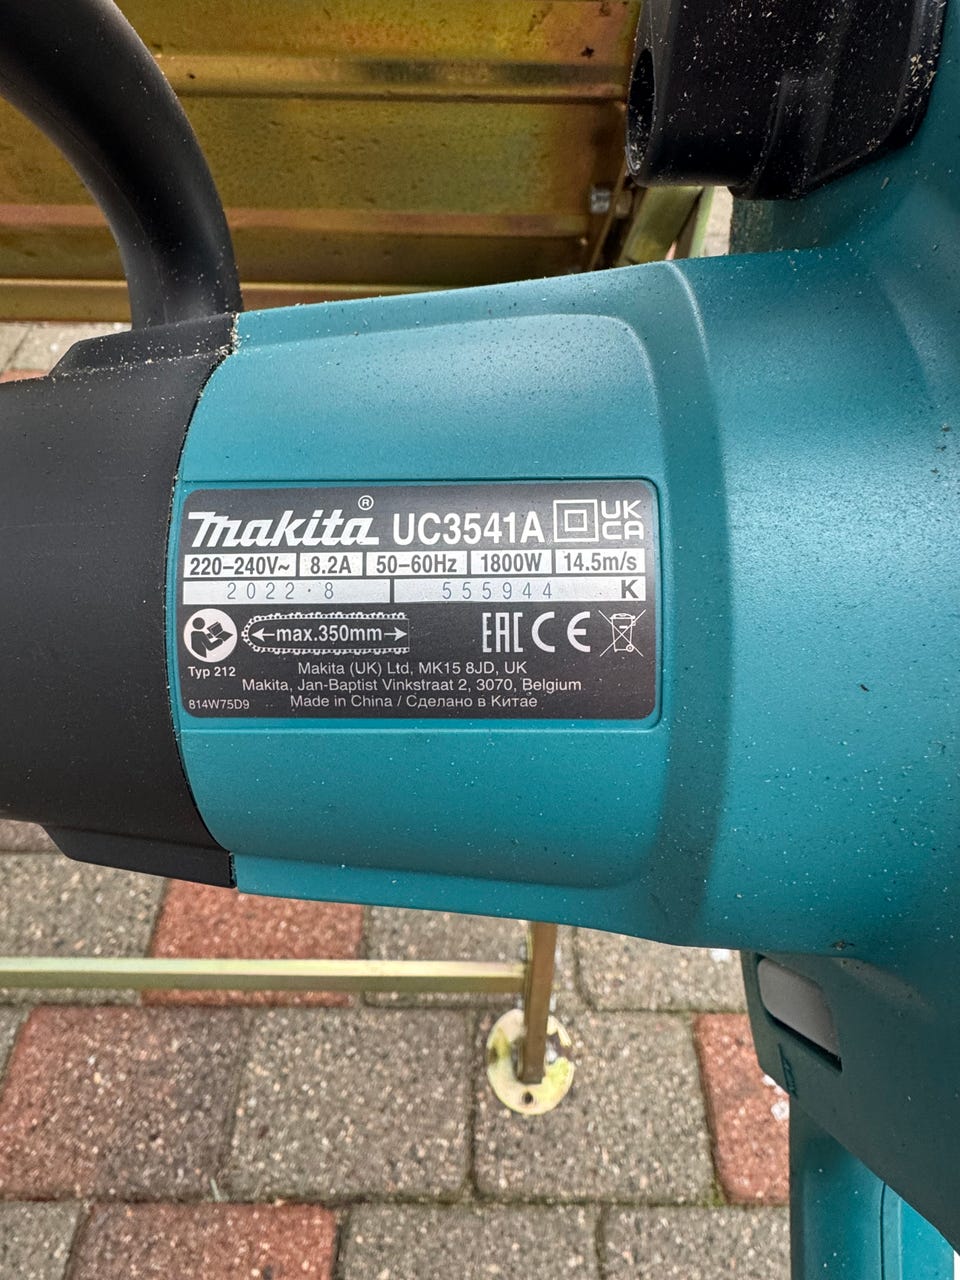 makita® UC3541A UK CA
220–240V~ 8.2A 50–60Hz 1800W 14.5m/s
2022·8 555944 K
max.350mm EAC CE
Typ 212
Makita (UK) Ltd, MK15 8JD, UK
Makita, Jan-Baptist Vinkstraat 2, 3070, Belgium
814W75D9 Made in China / Сделано в Китае